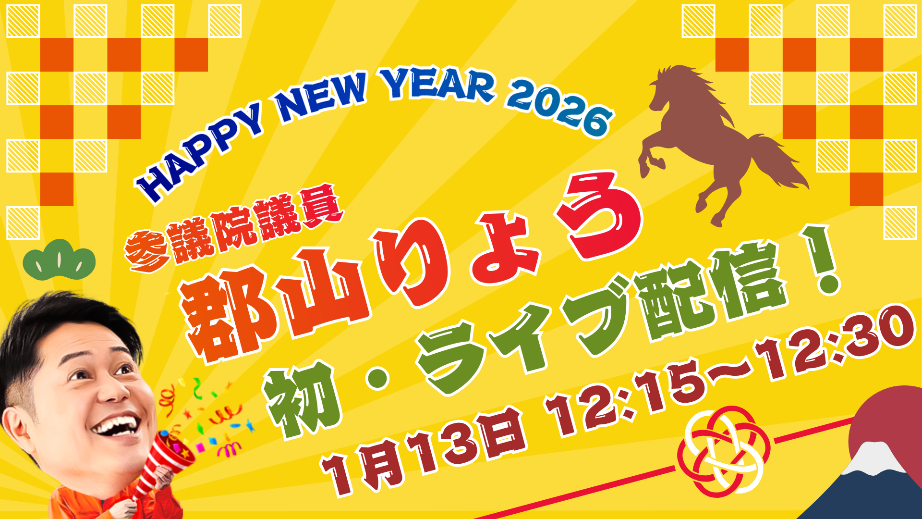 HAPPY NEW YEAR 2026
参議院議員
郡山りょう
初・ライブ配信！
1月13日 12:15～12:30